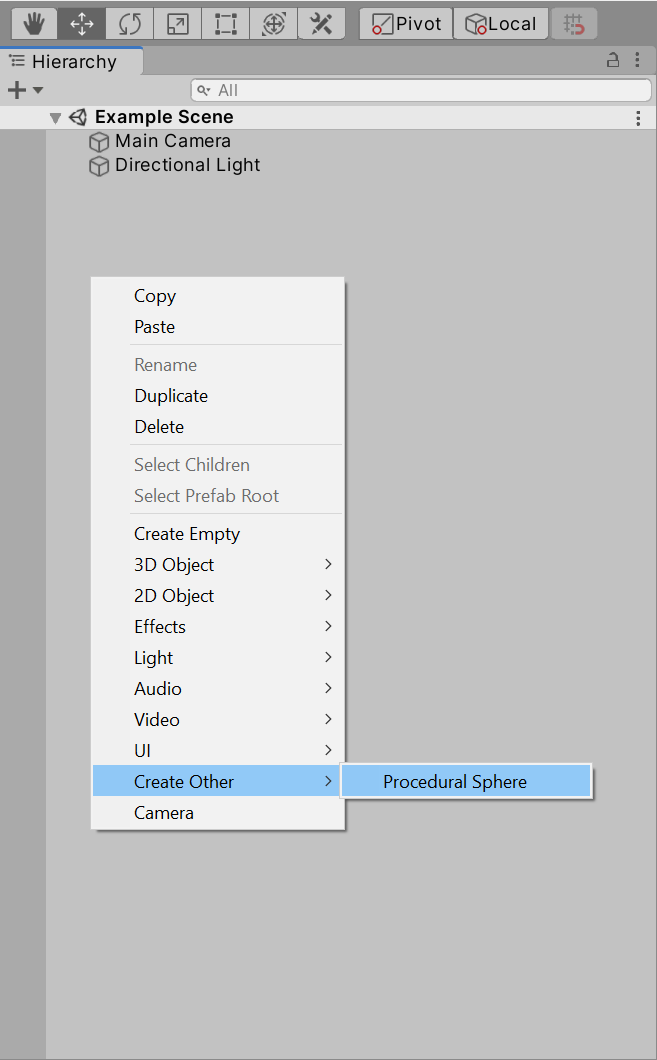 Pivot
Local
Hierarchy
All
Example Scene
Main Camera
Directional Light
Copy
Paste
Rename
Duplicate
Delete
Select Children
Select Prefab Root
Create Empty
3D Object
2D Object
Effects
Light
Audio
Video
UI
Create Other
Procedural Sphere
Camera